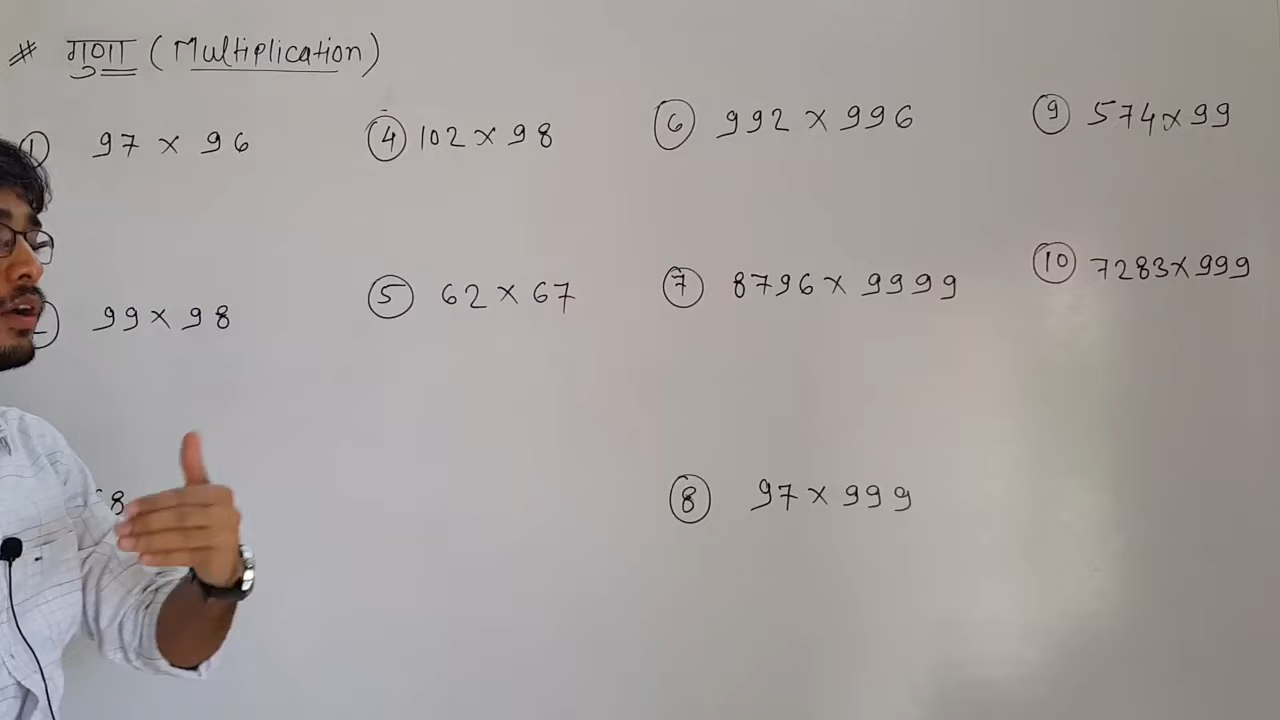 # गुणा (Multiplication)
① 97 × 96
99 × 98
8
④ 102 × 98
⑤ 62 × 67
⑥ 992 × 996
⑦ 8796 × 9999
⑧ 97 × 999
⑨ 574 × 99
⑩ 7283 × 999